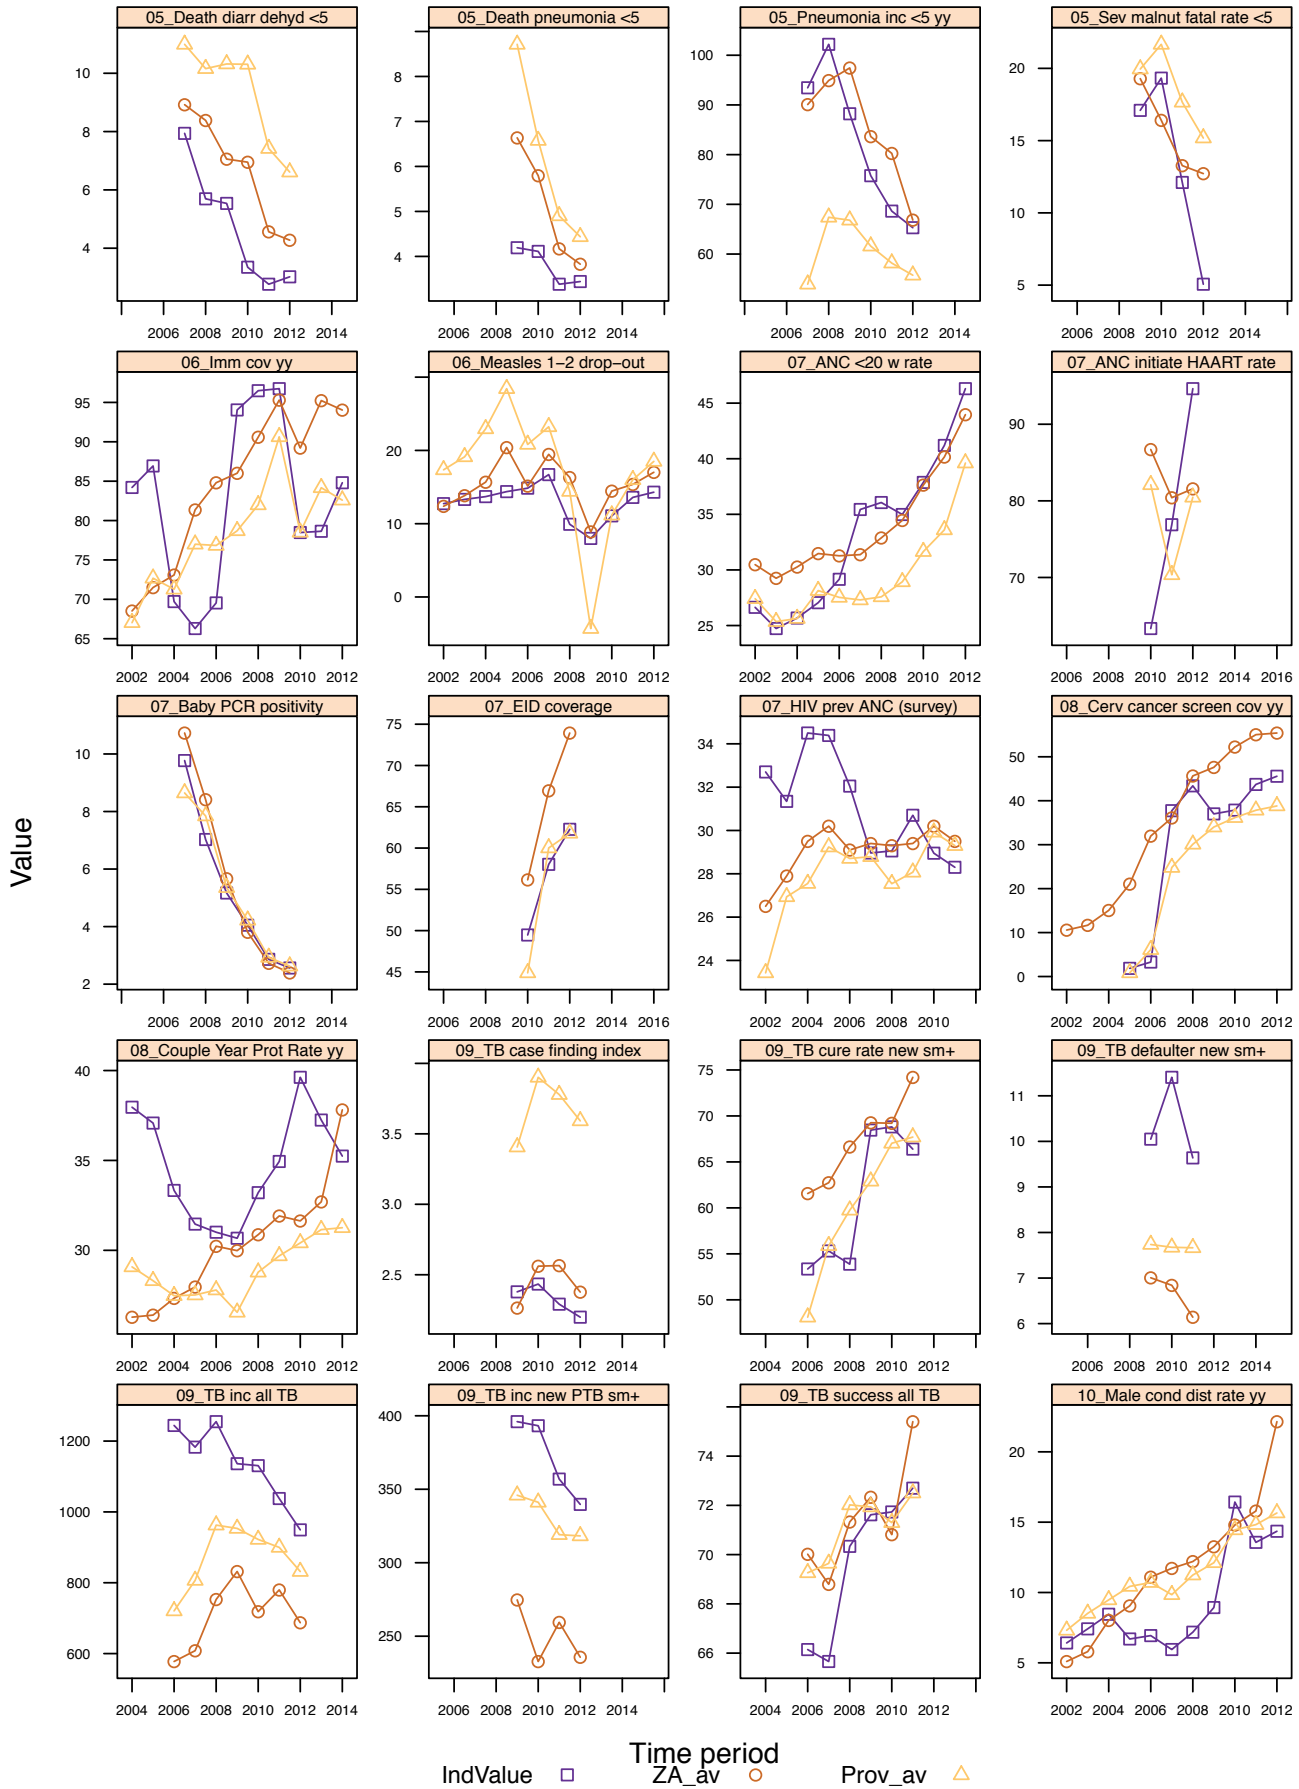 05_Death diarr dehyd <5
05_Death pneumonia <5
05_Pneumonia inc <5 yy
05_Sev malnut fatal rate <5
10
8
6
4
8
7
6
5
4
100
90
80
70
60
20
15
10
5
2006 2008 2010 2012 2014
2006 2008 2010 2012 2014
2006 2008 2010 2012 2014
2006 2008 2010 2012 2014
06_Imm cov yy
06_Measles 1−2 drop−out
07_ANC <20 w rate
07_ANC initiate HAART rate
95
90
85
80
75
70
65
20
10
0
45
40
35
30
25
90
80
70
2002 2004 2006 2008 2010 2012
2002 2004 2006 2008 2010 2012
2002 2004 2006 2008 2010 2012
2006 2008 2010 2012 2014 2016
07_Baby PCR positivity
07_EID coverage
07_HIV prev ANC (survey)
08_Cerv cancer screen cov yy
10
8
6
4
2
75
70
65
60
55
50
45
34
32
30
28
26
24
50
40
30
20
10
0
2006 2008 2010 2012 2014
2006 2008 2010 2012 2014 2016
2002 2004 2006 2008 2010
2002 2004 2006 2008 2010 2012
Value
08_Couple Year Prot Rate yy
09_TB case finding index
09_TB cure rate new sm+
09_TB defaulter new sm+
40
35
30
3.5
3.0
2.5
75
70
65
60
55
50
11
10
9
8
7
6
2002 2004 2006 2008 2010 2012
2006 2008 2010 2012 2014
2004 2006 2008 2010 2012
2006 2008 2010 2012 2014
09_TB inc all TB
09_TB inc new PTB sm+
09_TB success all TB
10_Male cond dist rate yy
1200
1000
800
600
400
350
300
250
74
72
70
68
66
20
15
10
5
2004 2006 2008 2010 2012 2014
2006 2008 2010 2012 2014
2004 2006 2008 2010 2012
2002 2004 2006 2008 2010 2012
Time period
IndValue ZA_av Prov_av